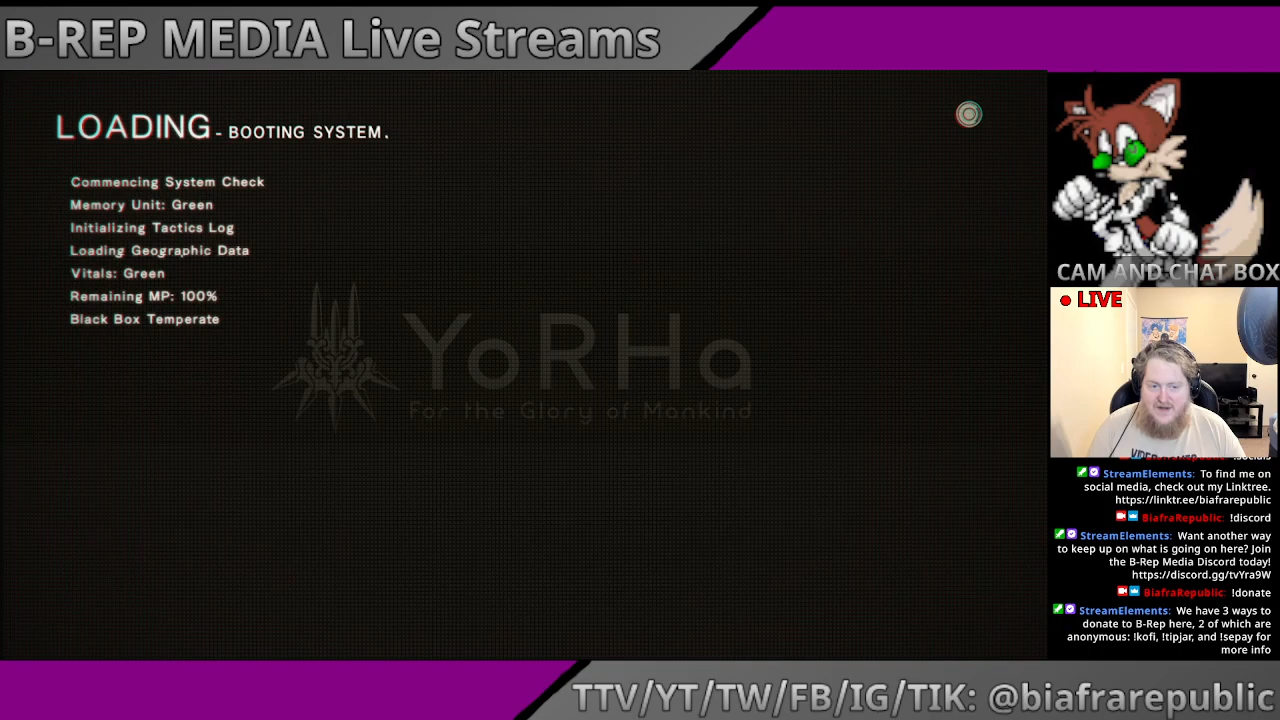 B-REP MEDIA Live Streams
LOADING - BOOTING SYSTEM.
Commencing System Check
Memory Unit: Green
Initializing Tactics Log
Loading Geographic Data
Vitals: Green
Remaining MP: 100%
Black Box Temperate
YoRHa
For the Glory of Mankind
CAM AND CHAT BOX
LIVE
StreamElements: To find me on
social media, check out my Linktree.
https://linktr.ee/biafrarepublic
BiafraRepublic: !discord
StreamElements: Want another way
to keep up on what is going on here? Join
the B-Rep Media Discord today!
https://discord.gg/tvYra9W
BiafraRepublic: !donate
StreamElements: We have 3 ways to
donate to B-Rep here, 2 of which are
anonymous: !kofi, !tipjar, and !sepay for
more info
TTV/YT/TW/FB/IG/TIK: @biafrarepublic